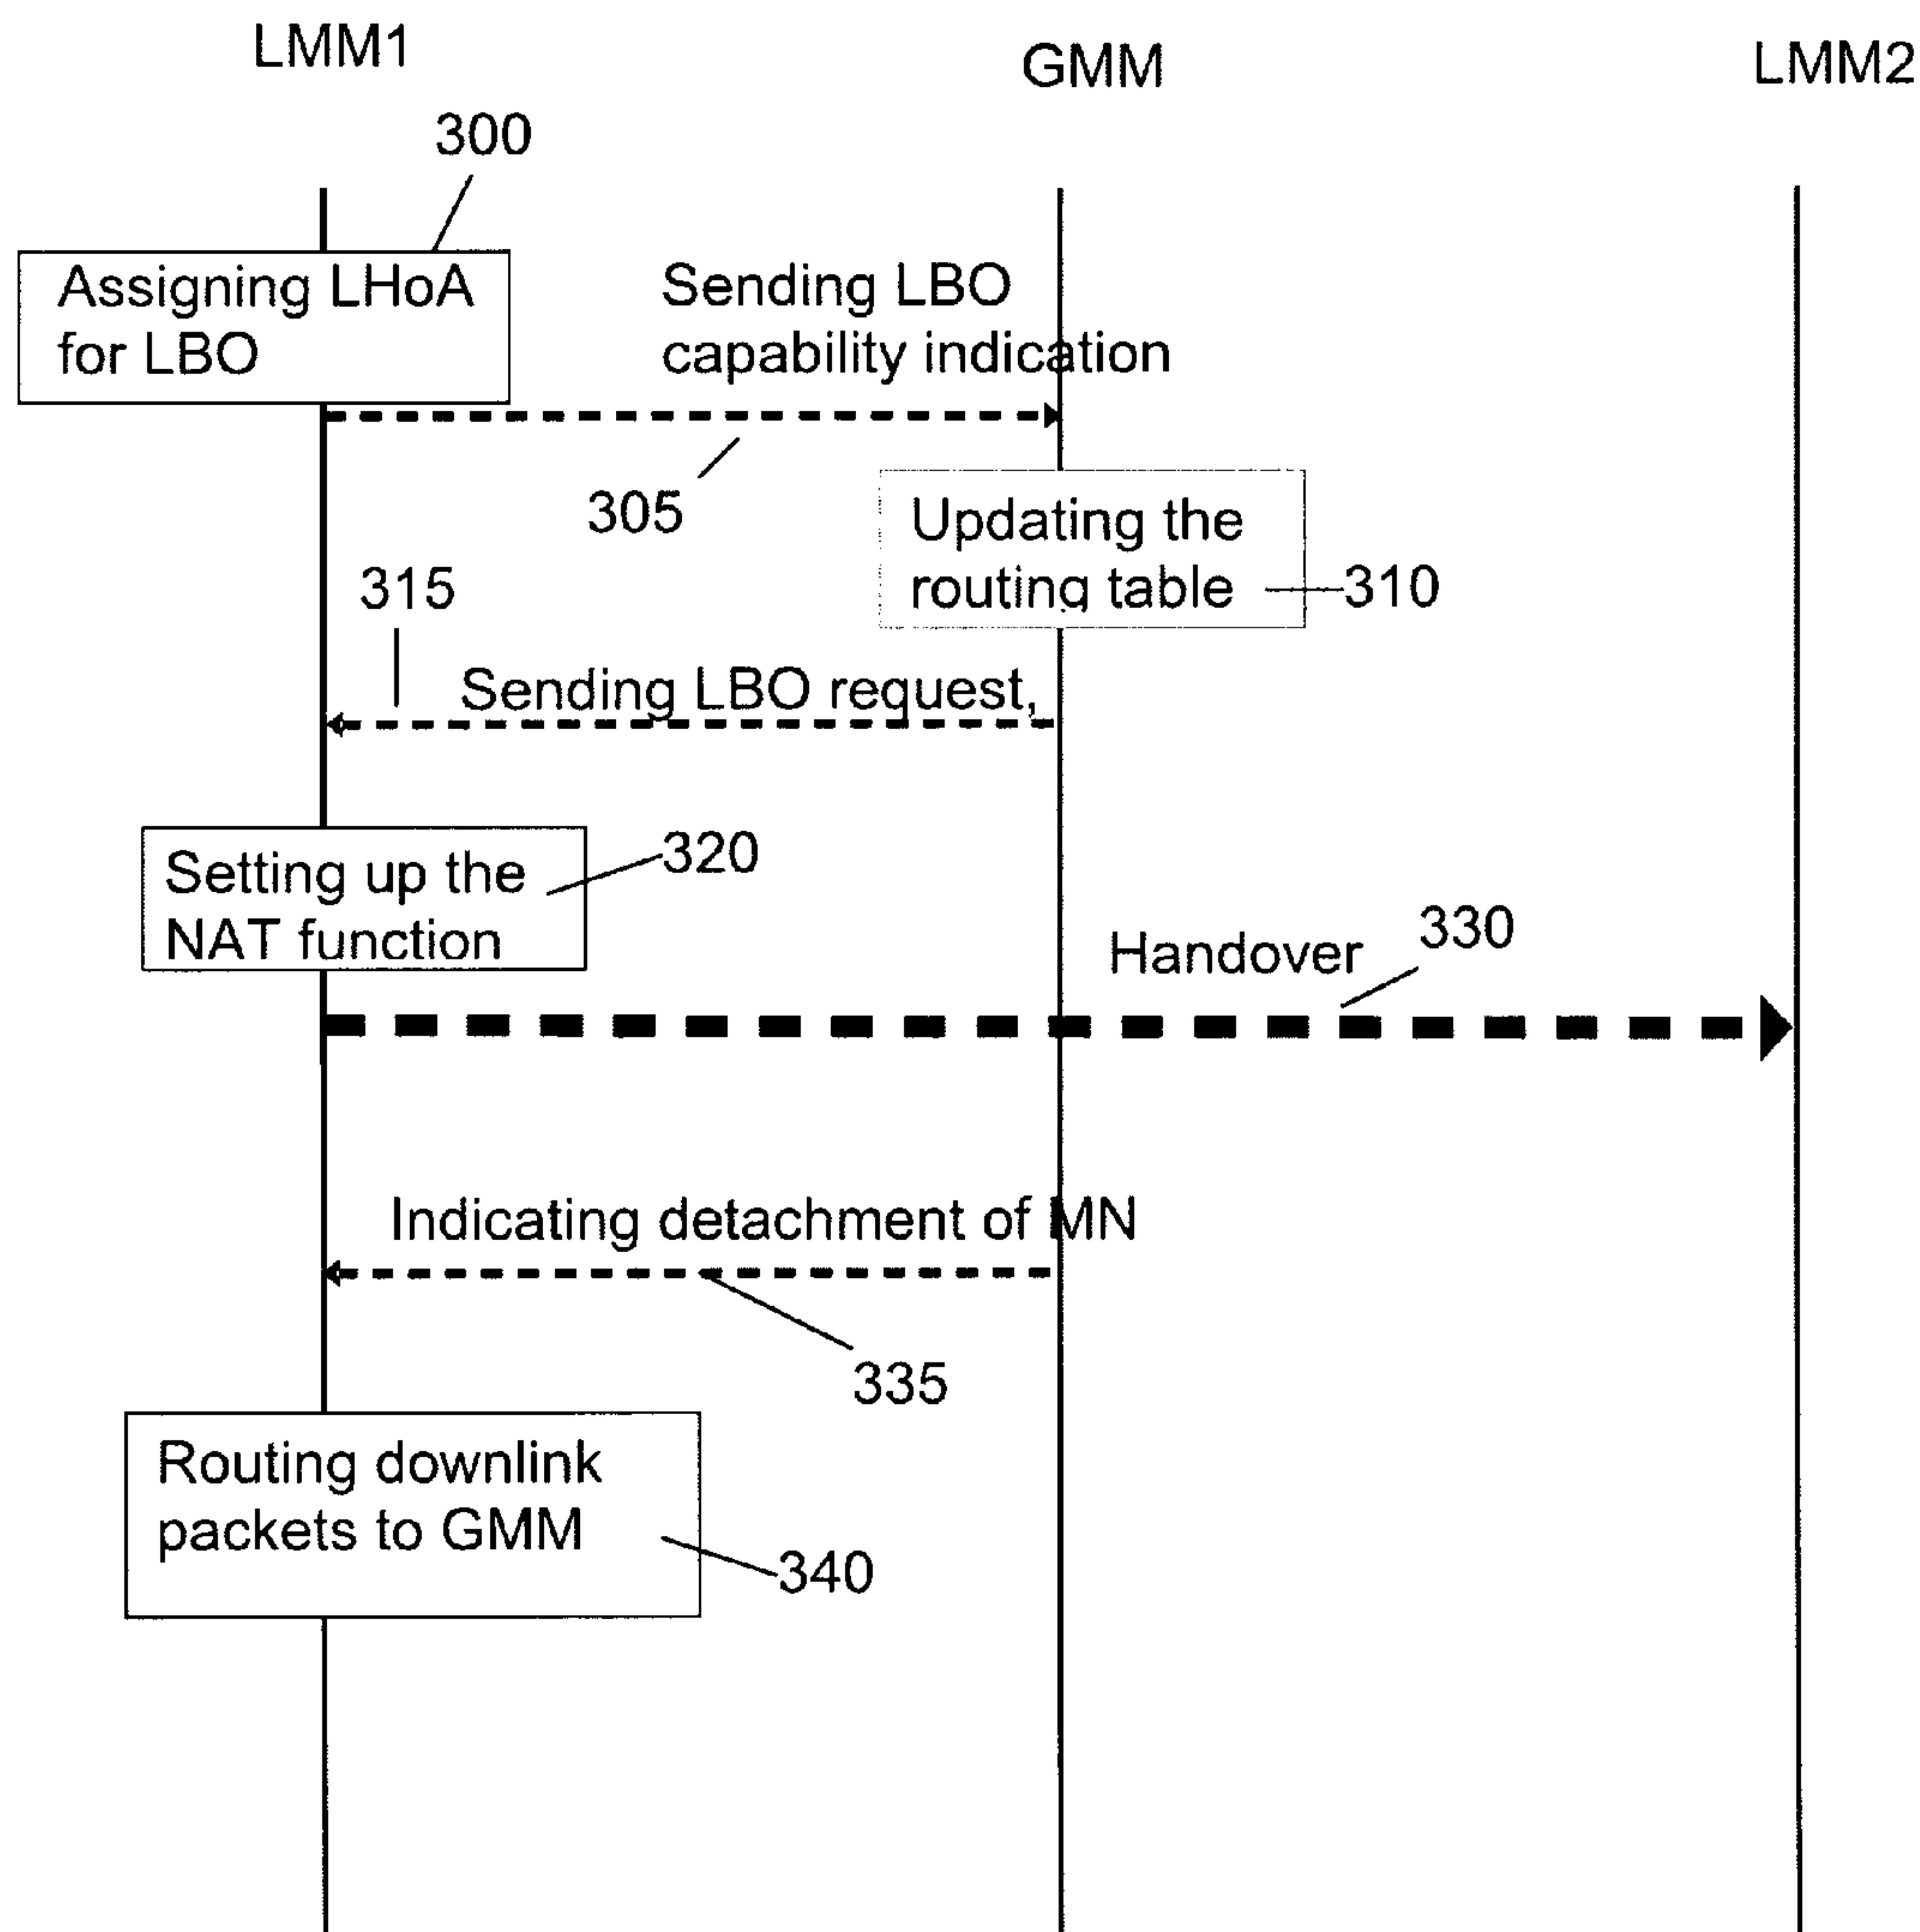 LMM1
GMM
LMM2
300
Assigning LHoA
for LBO
Sending LBO
capability indication
305
Updating the
routing table
310
315
Sending LBO request,
Setting up the
NAT function
320
Handover
330
Indicating detachment of MN
335
Routing downlink
packets to GMM
340